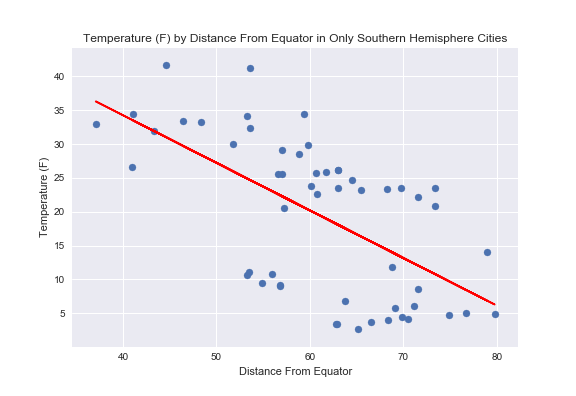 Temperature (F) by Distance From Equator in Only Southern Hemisphere Cities
40
35
30
25
20
15
10
5
Temperature (F)
40 50 60 70 80
Distance From Equator